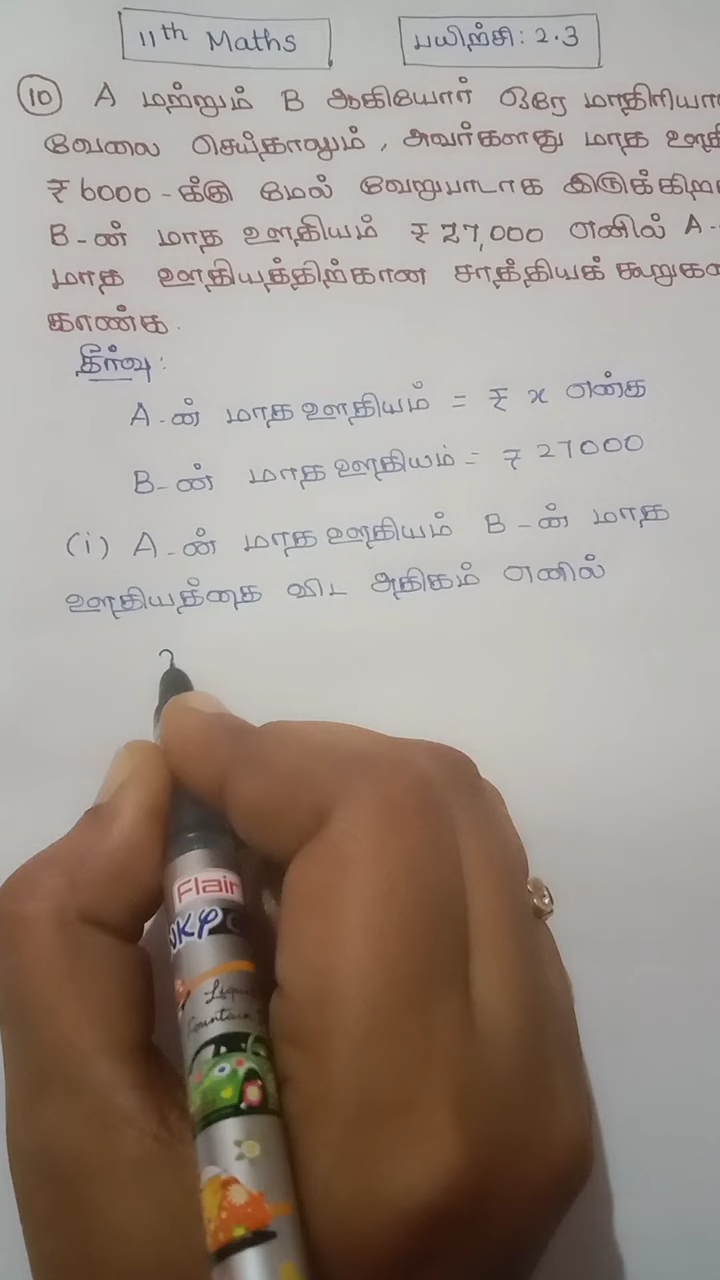 11th Maths
பயிற்சி: 2.3
10 A மற்றும் B ஆகியோர் ஒரே மாதிரியா
வேலை செய்தாலும், அவர்களது மாத ஊதி
₹ 6000 - க்கு மேல் வேறுபாடாக இருக்கிற
B-ன் மாத ஊதியம் ₹ 27,000 எனில் A-
மாத ஊதியத்திற்கான சாத்தியக் கூறுக
காண்க.
தீர்வு:
A-ன் மாத ஊதியம் = ₹ x என்க
B-ன் மாத ஊதியம் = ₹ 27000
(i) A-ன் மாத ஊதியம் B-ன் மாத
ஊதியத்தை விட அதிகம் எனில்
Flair